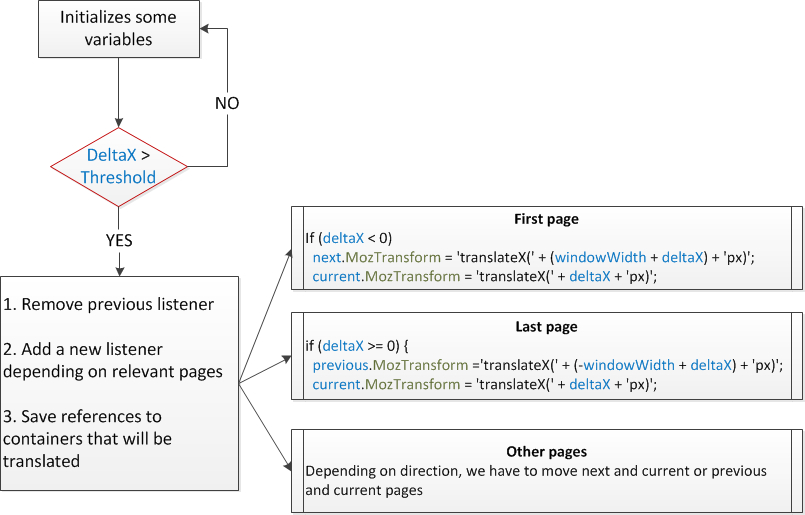 Initializes some
variables
NO
DeltaX >
Threshold
YES
1. Remove previous listener
2. Add a new listener
depending on relevant pages
3. Save references to
containers that will be
translated
First page
If (deltaX < 0)
next.MozTransform = 'translateX(' + (windowWidth + deltaX) + 'px)';
current.MozTransform = 'translateX(' + deltaX + 'px)';
Last page
if (deltaX >= 0) {
previous.MozTransform ='translateX(' + (-windowWidth + deltaX) + 'px)';
current.MozTransform = 'translateX(' + deltaX + 'px)';
Other pages
Depending on direction, we have to move next and current or previous
and current pages